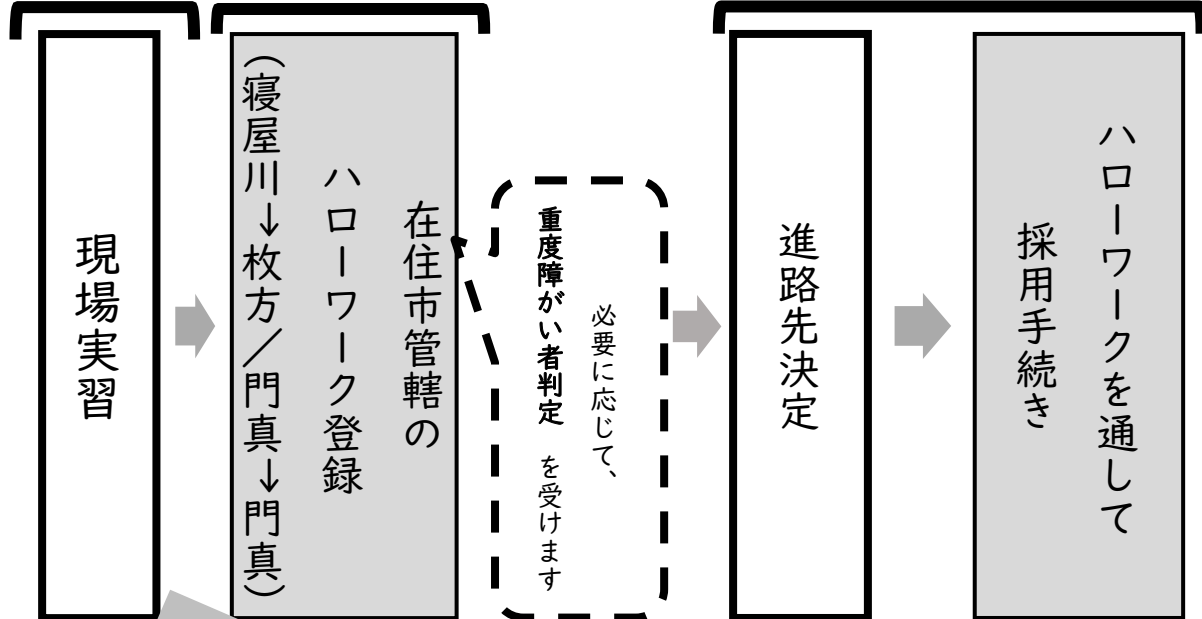 現場実習
在住市管轄の
ハローワーク登録
(寝屋川→枚方／門真→門真)
必要に応じて、
重度障がい者判定 を受けます
進路先決定
ハローワークを通して
採用手続き